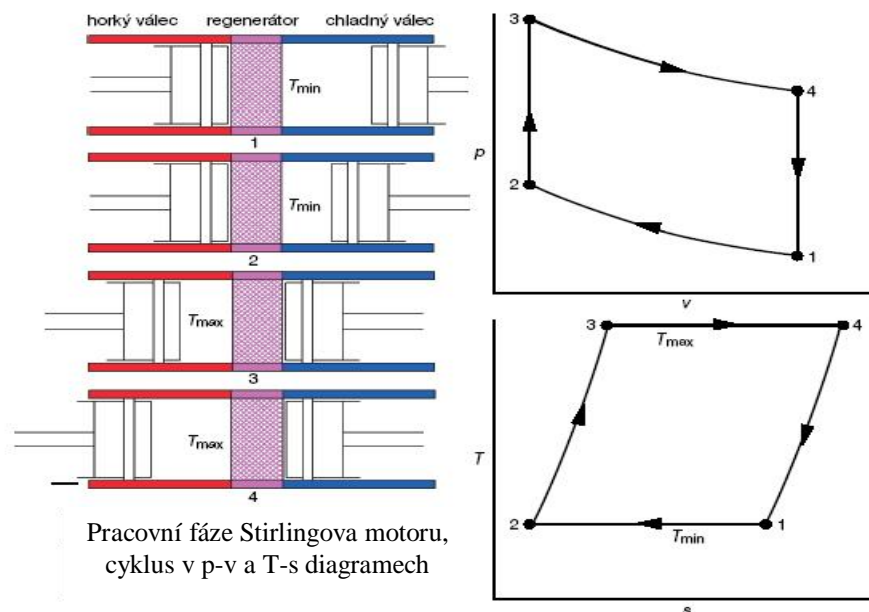 horký válec regenerátor chladný válec
Tmin
1
Tmin
2
Tmax
3
Tmax
4
Pracovní fáze Stirlingova motoru,
cyklus v p-v a T-s diagramech
3
4
p
2
1
v
3
4
Tmax
T
2
1
Tmin